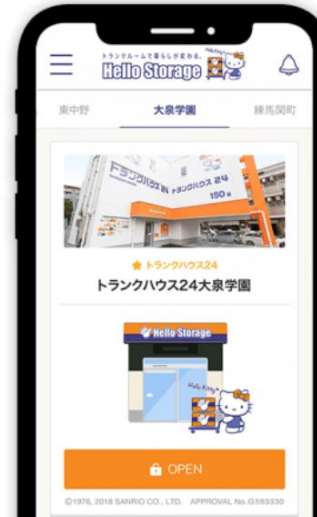 トランクルームで暮らしが変わる。
Hello Storage
Hello Kitty
東中野
大泉学園
練馬関町
トランクハウス24
トランクハウス24
150
トランクハウス24
トランクハウス24大泉学園
Hello Storage
Hello Kitty
OPEN
©1976, 2018 SANRIO CO., LTD. APPROVAL No.G593330